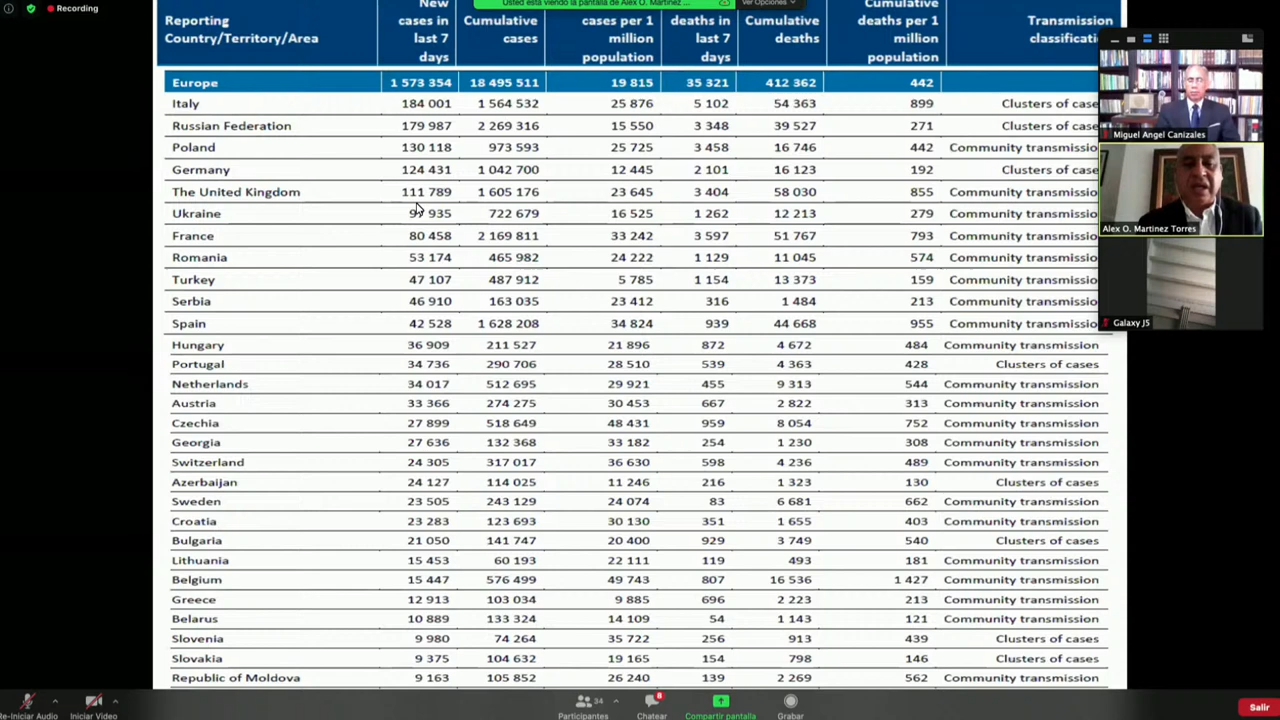 Recording
Usted está viendo la pantalla de Alex O. Martinez ...
Ver Opciones
Reporting Country/Territory/Area New cases in last 7 days Cumulative cases cases per 1 million population deaths in last 7 days Cumulative deaths Cumulative deaths per 1 million population Transmission classificati
Europe 1 573 354 18 495 511 19 815 35 321 412 362 442
Italy 184 001 1 564 532 25 876 5 102 54 363 899 Clusters of case
Russian Federation 179 987 2 269 316 15 550 3 348 39 527 271 Clusters of case
Poland 130 118 973 593 25 725 3 458 16 746 442 Community transmission
Germany 124 431 1 042 700 12 445 2 101 16 123 192 Clusters of case
The United Kingdom 111 789 1 605 176 23 645 3 404 58 030 855 Community transmission
Ukraine 935 722 679 16 525 1 262 12 213 279 Community transmission
France 80 458 2 169 811 33 242 3 597 51 767 793 Community transmission
Romania 53 174 465 982 24 222 1 129 11 045 574 Community transmission
Turkey 47 107 487 912 5 785 1 154 13 373 159 Community transmission
Serbia 46 910 163 035 23 412 316 1 484 213 Community transmission
Spain 42 528 1 628 208 34 824 939 44 668 955 Community transmission
Hungary 36 909 211 527 21 896 872 4 672 484 Community transmission
Portugal 34 736 290 706 28 510 539 4 363 428 Clusters of cases
Netherlands 34 017 512 695 29 921 455 9 313 544 Community transmission
Austria 33 366 274 275 30 453 667 2 822 313 Community transmission
Czechia 27 899 518 649 48 431 959 8 054 752 Community transmission
Georgia 27 636 132 368 33 182 254 1 230 308 Community transmission
Switzerland 24 305 317 017 36 630 598 4 236 489 Community transmission
Azerbaijan 24 127 114 025 11 246 216 1 323 130 Clusters of cases
Sweden 23 505 243 129 24 074 83 6 681 662 Community transmission
Croatia 23 283 123 693 30 130 351 1 655 403 Community transmission
Bulgaria 21 050 141 747 20 400 929 3 749 540 Clusters of cases
Lithuania 15 453 60 193 22 111 119 493 181 Community transmission
Belgium 15 447 576 499 49 743 807 16 536 1 427 Community transmission
Greece 12 913 103 034 9 885 696 2 223 213 Community transmission
Belarus 10 889 133 324 14 109 54 1 143 121 Community transmission
Slovenia 9 980 74 264 35 722 256 913 439 Clusters of cases
Slovakia 9 375 104 632 19 165 154 798 146 Clusters of cases
Republic of Moldova 9 163 105 852 26 240 139 2 269 562 Community transmission
Miguel Angel Canizales
Alex O. Martinez Torres
Galaxy J5
Re-Iniciar Audio
Iniciar Video
34
Participantes
8
Chatear
Compartir pantalla
Grabar
Salir